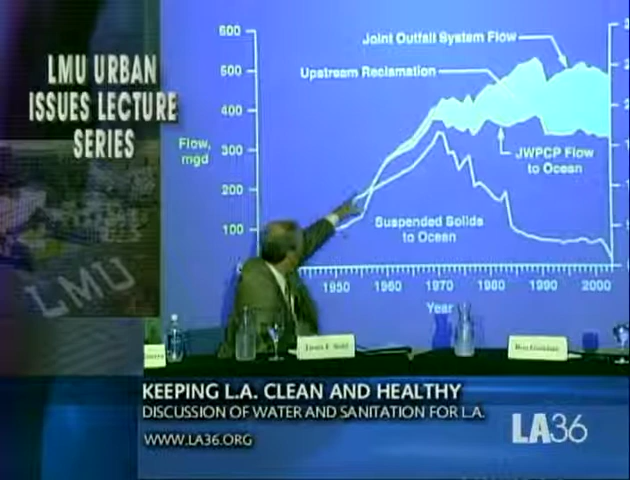 LMU URBAN
ISSUES LECTURE
SERIES
LMU
600
500
400
300
200
100
Flow,
mgd
Joint Outfall System Flow
Upstream Reclamation
JWPCP Flow
to Ocean
Suspended Solids
to Ocean
1950 1960 1970 1980 1990 2000
Year
KEEPING L.A. CLEAN AND HEALTHY
DISCUSSION OF WATER AND SANITATION FOR L.A.
WWW.LA36.ORG
LA36